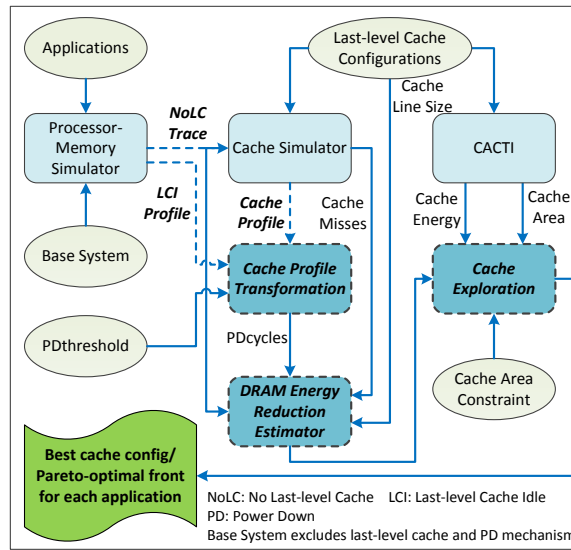 Applications
Last-level Cache
Configurations
Cache
Line Size
NoLC
Trace
Processor-
Memory
Simulator
Cache Simulator
CACTI
LCI
Profile
Cache
Profile
Cache
Misses
Cache
Energy
Cache
Area
Base System
Cache Profile
Transformation
Cache
Exploration
PDthreshold
PDcycles
DRAM Energy
Reduction
Estimator
Cache Area
Constraint
Best cache config/
Pareto-optimal front
for each application
NoLC: No Last-level Cache LCI: Last-level Cache Idle
PD: Power Down
Base System excludes last-level cache and PD mechanism